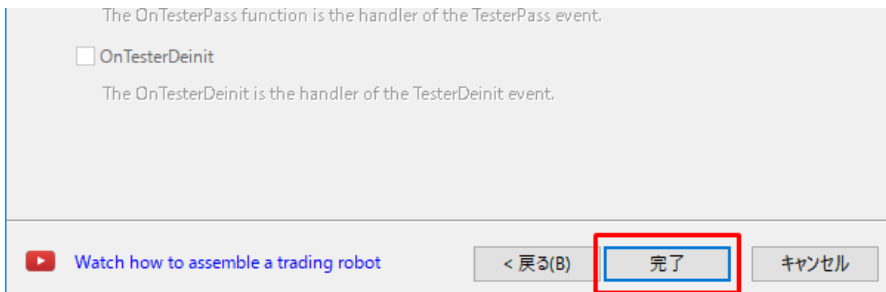 The OnTesterPass function is the handler of the TesterPass event.
OnTesterDeinit
The OnTesterDeinit is the handler of the TesterDeinit event.
Watch how to assemble a trading robot
< 戻る(B)
完了
キャンセル